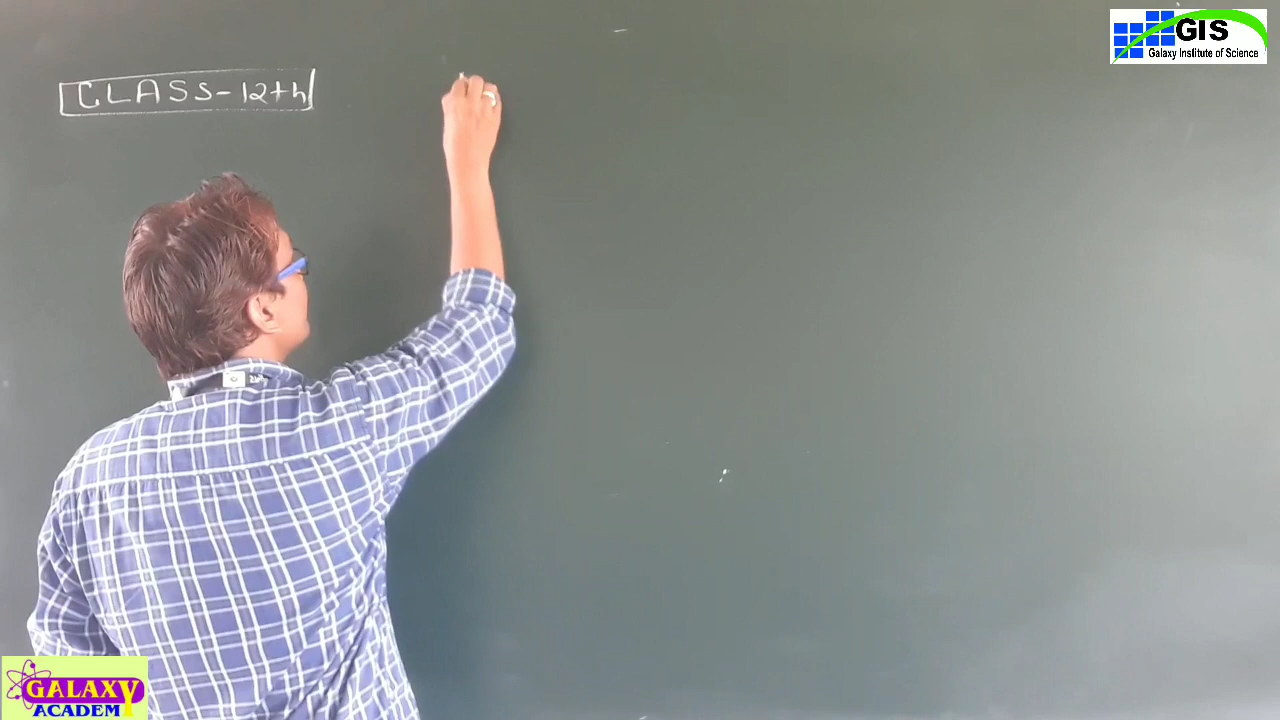 CLASS-12th
GIS
Galaxy Institute of Science
GALAXY
ACADEM